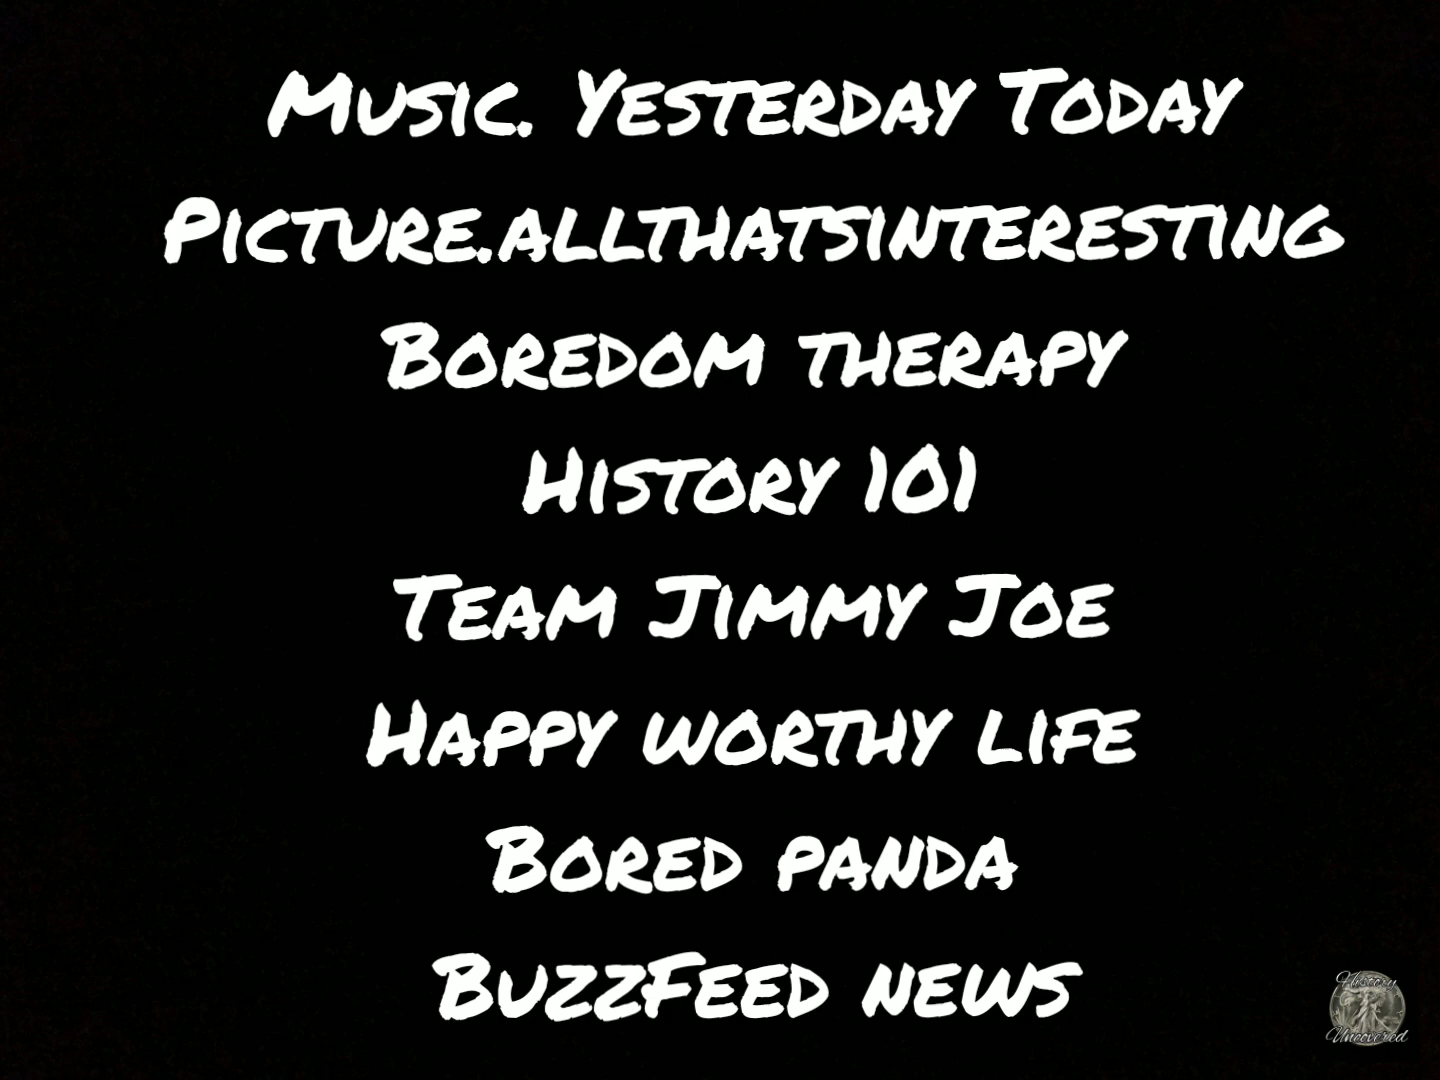 Music. Yesterday Today
Picture.allthatsinteresting
Boredom therapy
History 101
Team Jimmy Joe
Happy worthy life
Bored panda
BuzzFeed news
History
Uncovered